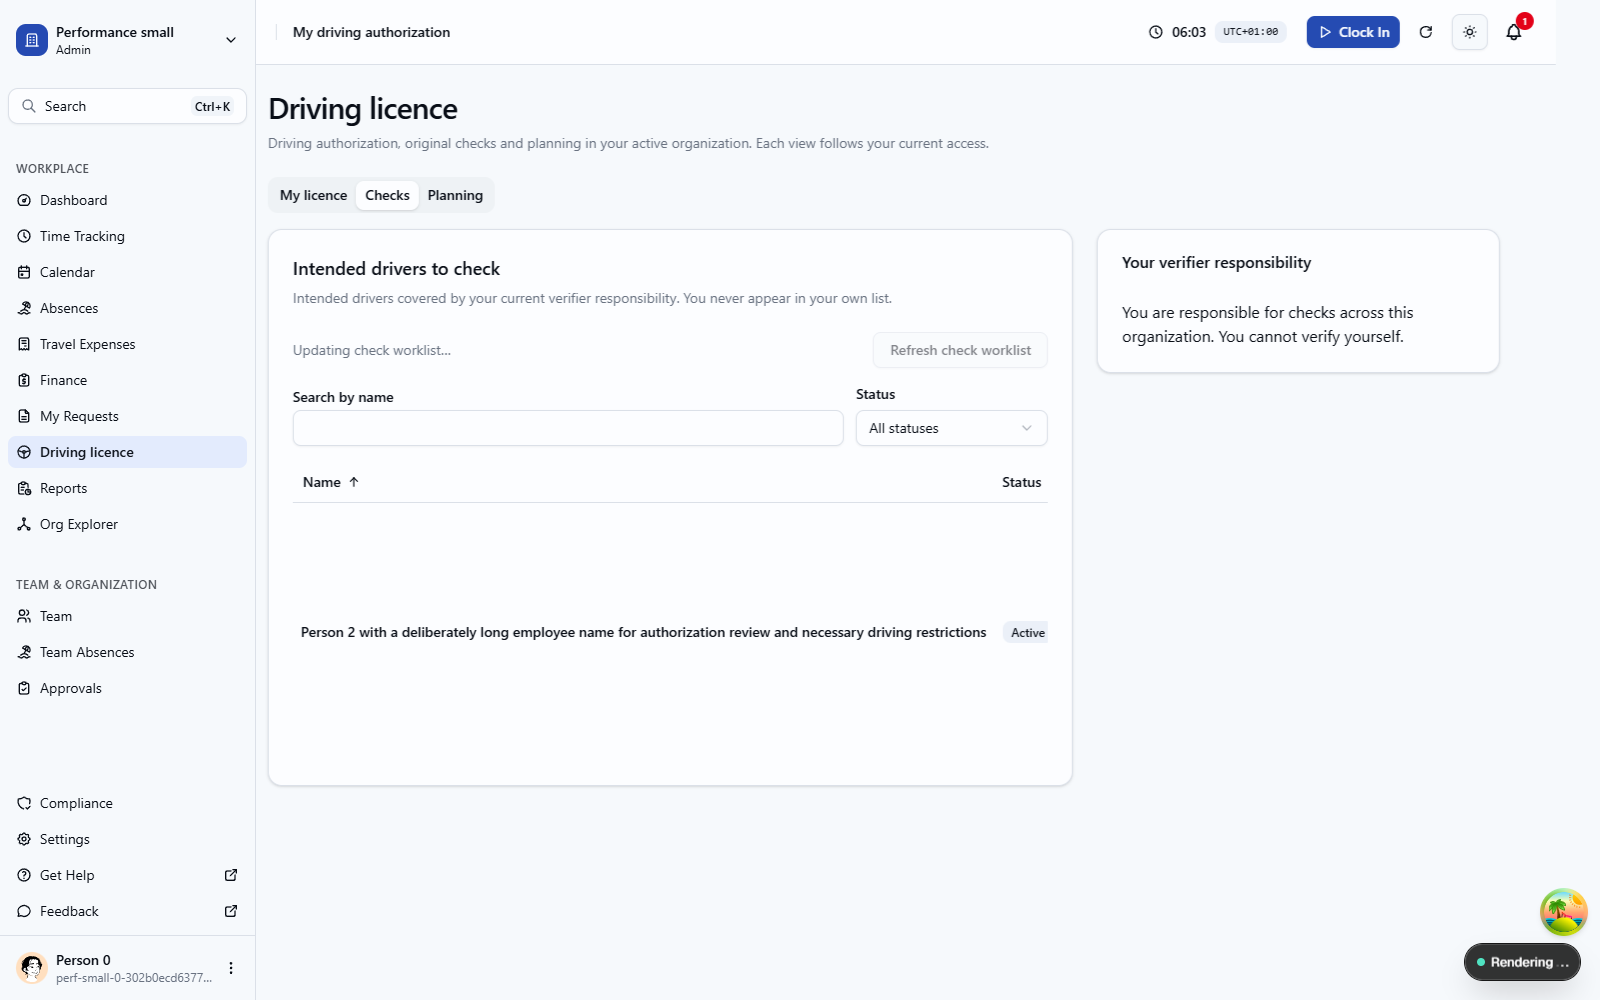 Performance small
Admin
Search
Ctrl+K
WORKPLACE
Dashboard
Time Tracking
Calendar
Absences
Travel Expenses
Finance
My Requests
Driving licence
Reports
Org Explorer
TEAM & ORGANIZATION
Team
Team Absences
Approvals
Compliance
Settings
Get Help
Feedback
Person 0
perf-small-0-302b0ecd6377...
My driving authorization
06:03
UTC+01:00
Clock In
1
Driving licence
Driving authorization, original checks and planning in your active organization. Each view follows your current access.
My licence
Checks
Planning
Intended drivers to check
Intended drivers covered by your current verifier responsibility. You never appear in your own list.
Updating check worklist...
Refresh check worklist
Search by name
Status
All statuses
Name
Status
Person 2 with a deliberately long employee name for authorization review and necessary driving restrictions
Active
Your verifier responsibility
You are responsible for checks across this
organization. You cannot verify yourself.
Rendering ...